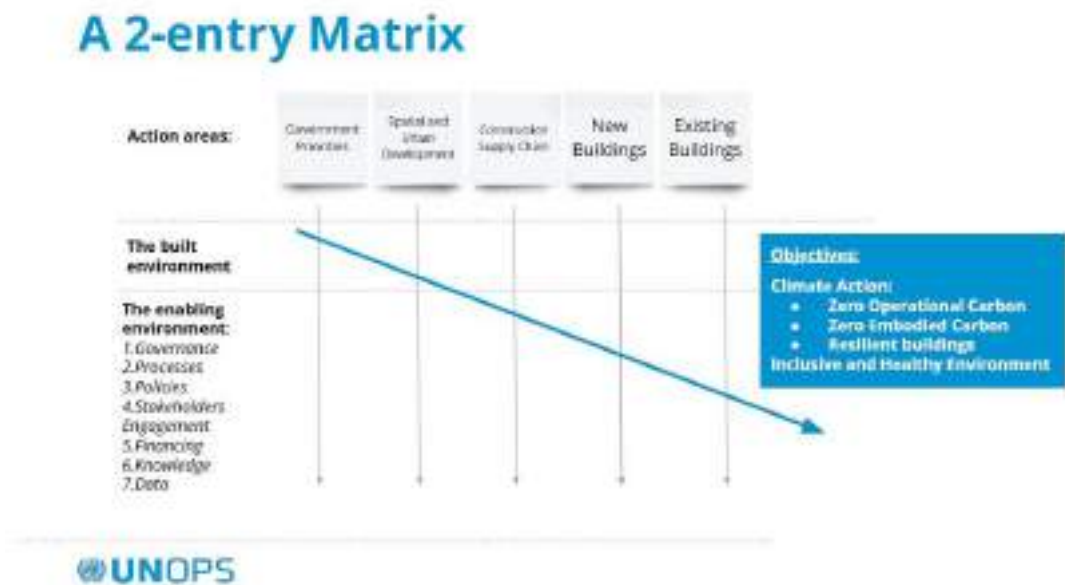 A 2-entry Matrix
Action areas:
Government
Priorities
Spatial and
Urban
Development
Construction
Supply Chain
New
Buildings
Existing
Buildings
The built
environment
The enabling
environment:
1.Governance
2.Processes
3.Policies
4.Stakeholders
Engagement
5.Financing
6.Knowledge
7.Data
Objectives:
Climate Action:
● Zero Operational Carbon
● Zero Embodied Carbon
● Resilient buildings
Inclusive and Healthy Environment
UNOPS